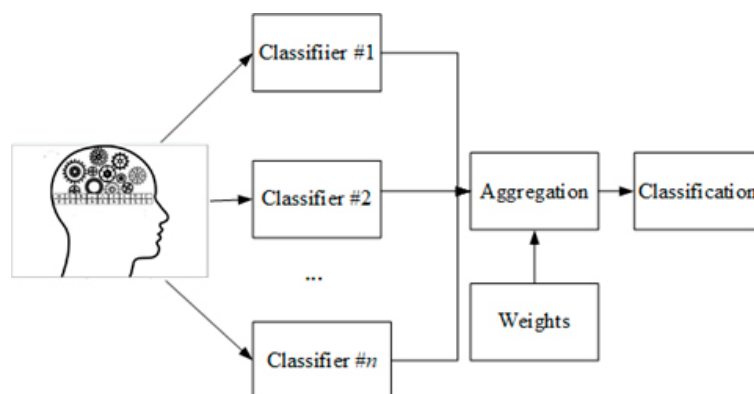 Classifiier #1
Classifier #2
Aggregation
Classification
...
Weights
Classifier #n